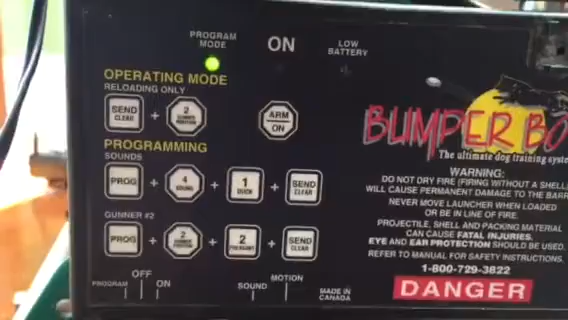 PROGRAM
MODE
ON
LOW
BATTERY
OPERATING MODE
RELOADING ONLY
SEND
CLEAR
+
2
ARM
ON
PROGRAMMING
SOUNDS
PROG
+
4
SOUND
+
1
DUCK
+
SEND
CLEAR
GUNNER #2
PROG
+
2
+
2
PHEASANT
+
SEND
CLEAR
PROGRAM
OFF
ON
SOUND
MOTION
MADE IN
CANADA
BUMPER BO
The ultimate dog training syste
WARNING:
DO NOT DRY FIRE (FIRING WITHOUT A SHELL
WILL CAUSE PERMANENT DAMAGE TO THE BARR
NEVER MOVE LAUNCHER WHEN LOADED
OR BE IN LINE OF FIRE.
PROJECTILE, SHELL AND PACKING MATERIAL
CAN CAUSE FATAL INJURIES.
EYE AND EAR PROTECTION SHOULD BE USED.
REFER TO MANUAL FOR SAFETY INSTRUCTIONS.
1-800-729-3822
DANGER